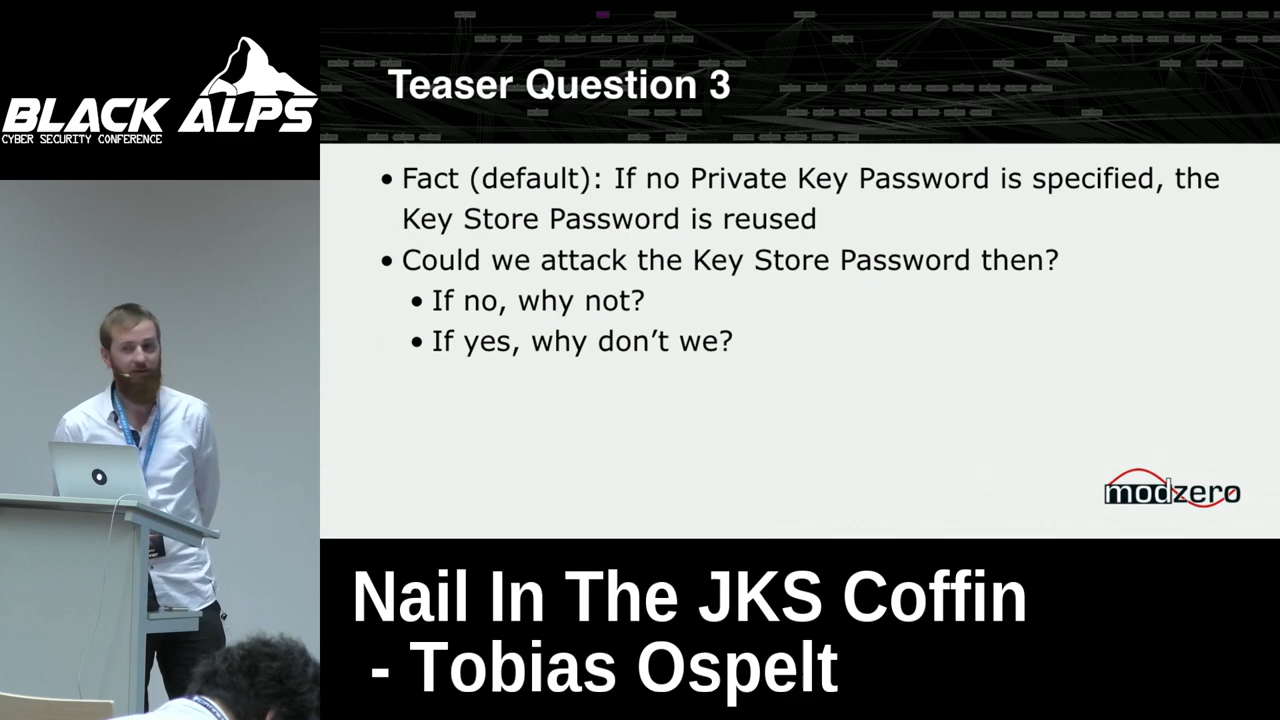 BLACK ALPS
CYBER SECURITY CONFERENCE
Teaser Question 3
• Fact (default): If no Private Key Password is specified, the
Key Store Password is reused
• Could we attack the Key Store Password then?
• If no, why not?
• If yes, why don’t we?
modzero
Nail In The JKS Coffin
- Tobias Ospelt